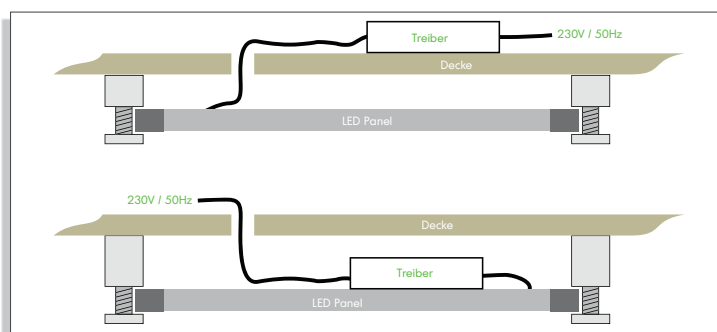 Treiber
230V / 50Hz
Decke
LED Panel
230V / 50Hz
Decke
Treiber
LED Panel